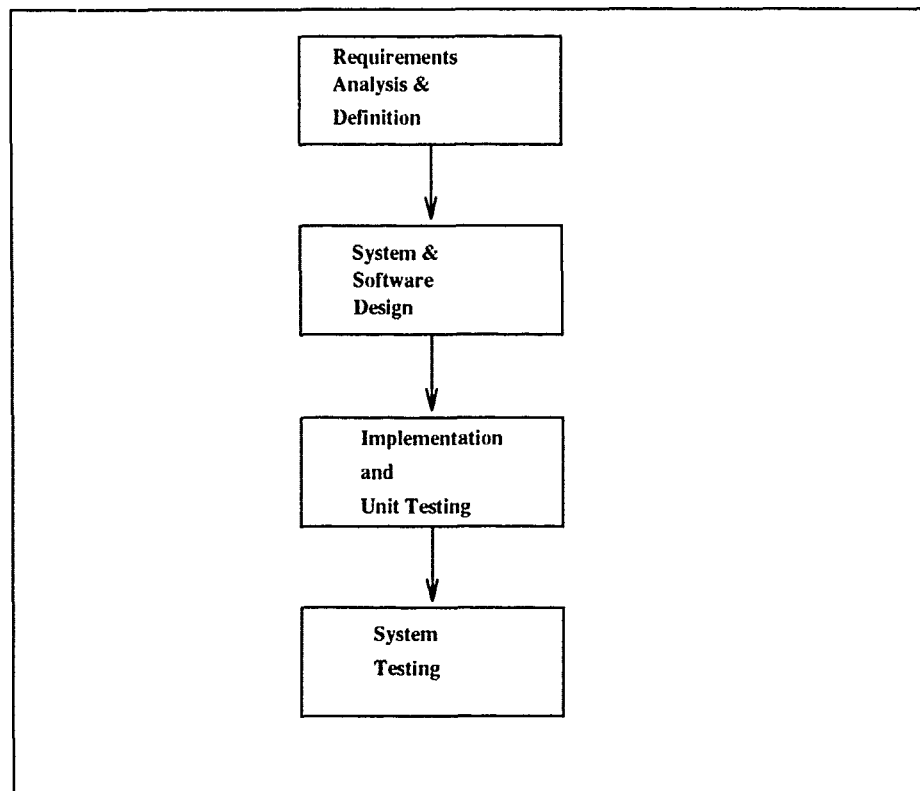 Requirements
Analysis &
Definition
System &
Software
Design
Implementation
and
Unit Testing
System
Testing